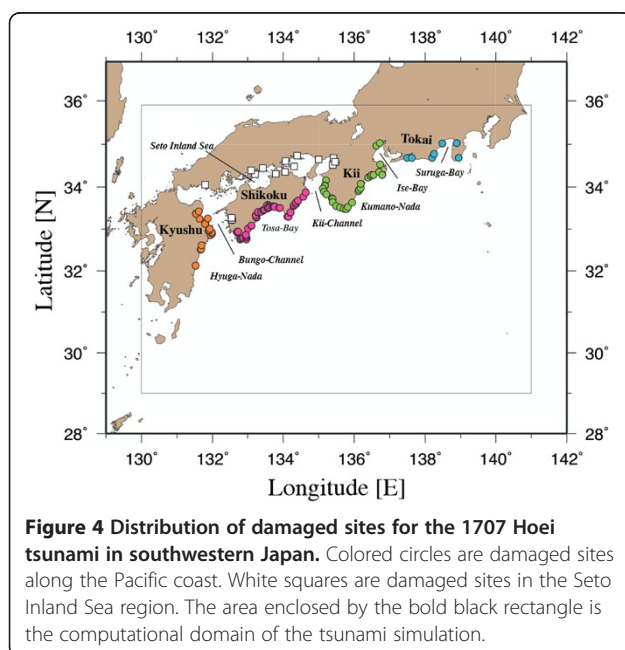 130° 132° 134° 136° 138° 140° 142°
36° 36°
34° 34°
32° 32°
30° 30°
28° 28°
130° 132° 134° 136° 138° 140° 142°
Latitude [N]
Longitude [E]
Seto Inland Sea
Tokai
Suruga-Bay
Kii
Ise-Bay
Shikoku
Kumano-Nada
Kii-Channel
Kyushu
Tosa-Bay
Bungo-Channel
Hyuga-Nada
Figure 4 Distribution of damaged sites for the 1707 Hoei
tsunami in southwestern Japan. Colored circles are damaged sites
along the Pacific coast. White squares are damaged sites in the Seto
Inland Sea region. The area enclosed by the bold black rectangle is
the computational domain of the tsunami simulation.